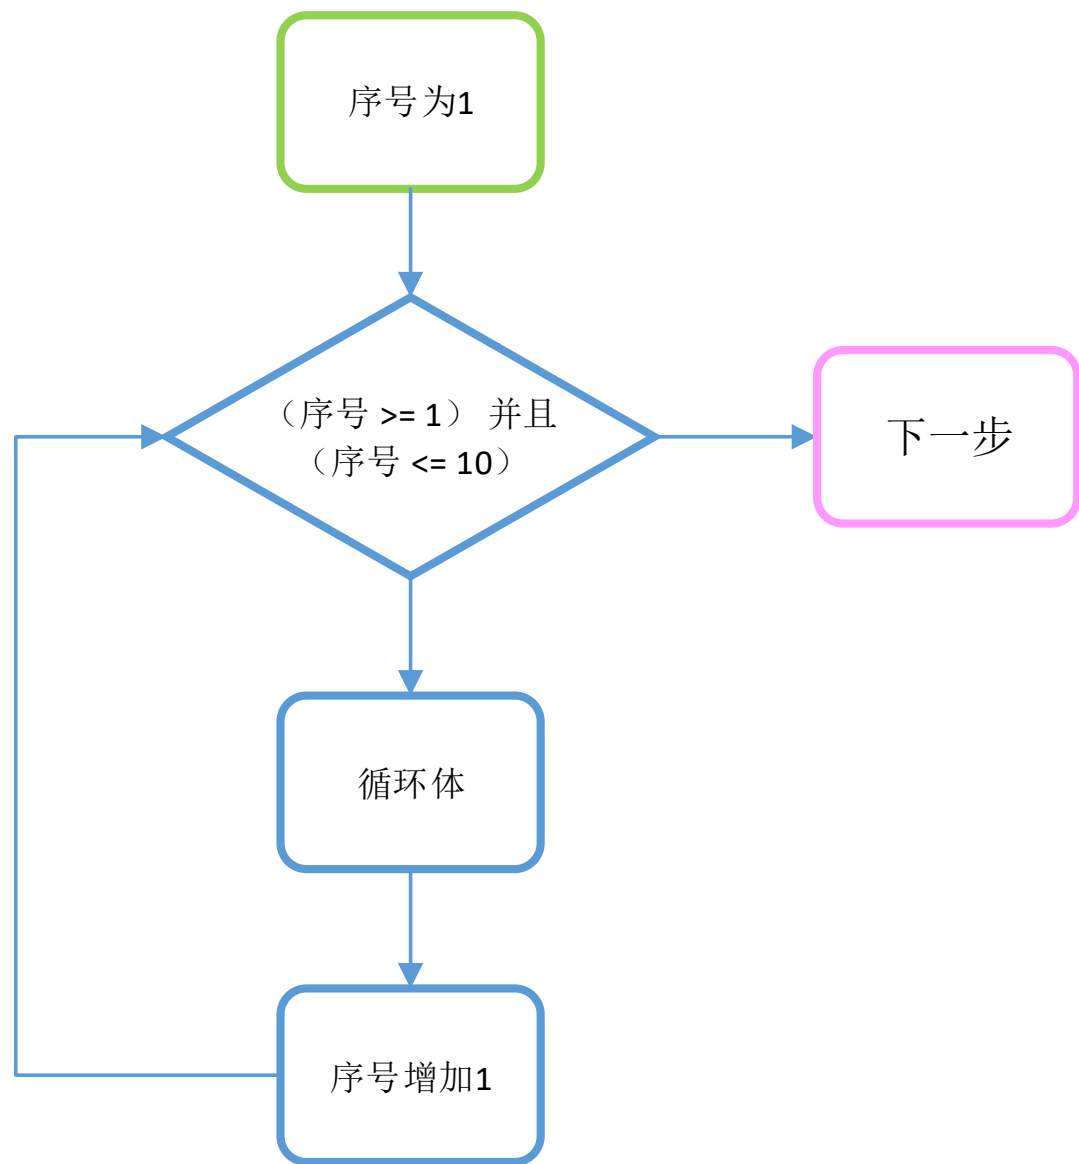 序号为1
（序号 >= 1） 并且
（序号 <= 10）
下一步
循环体
序号增加1